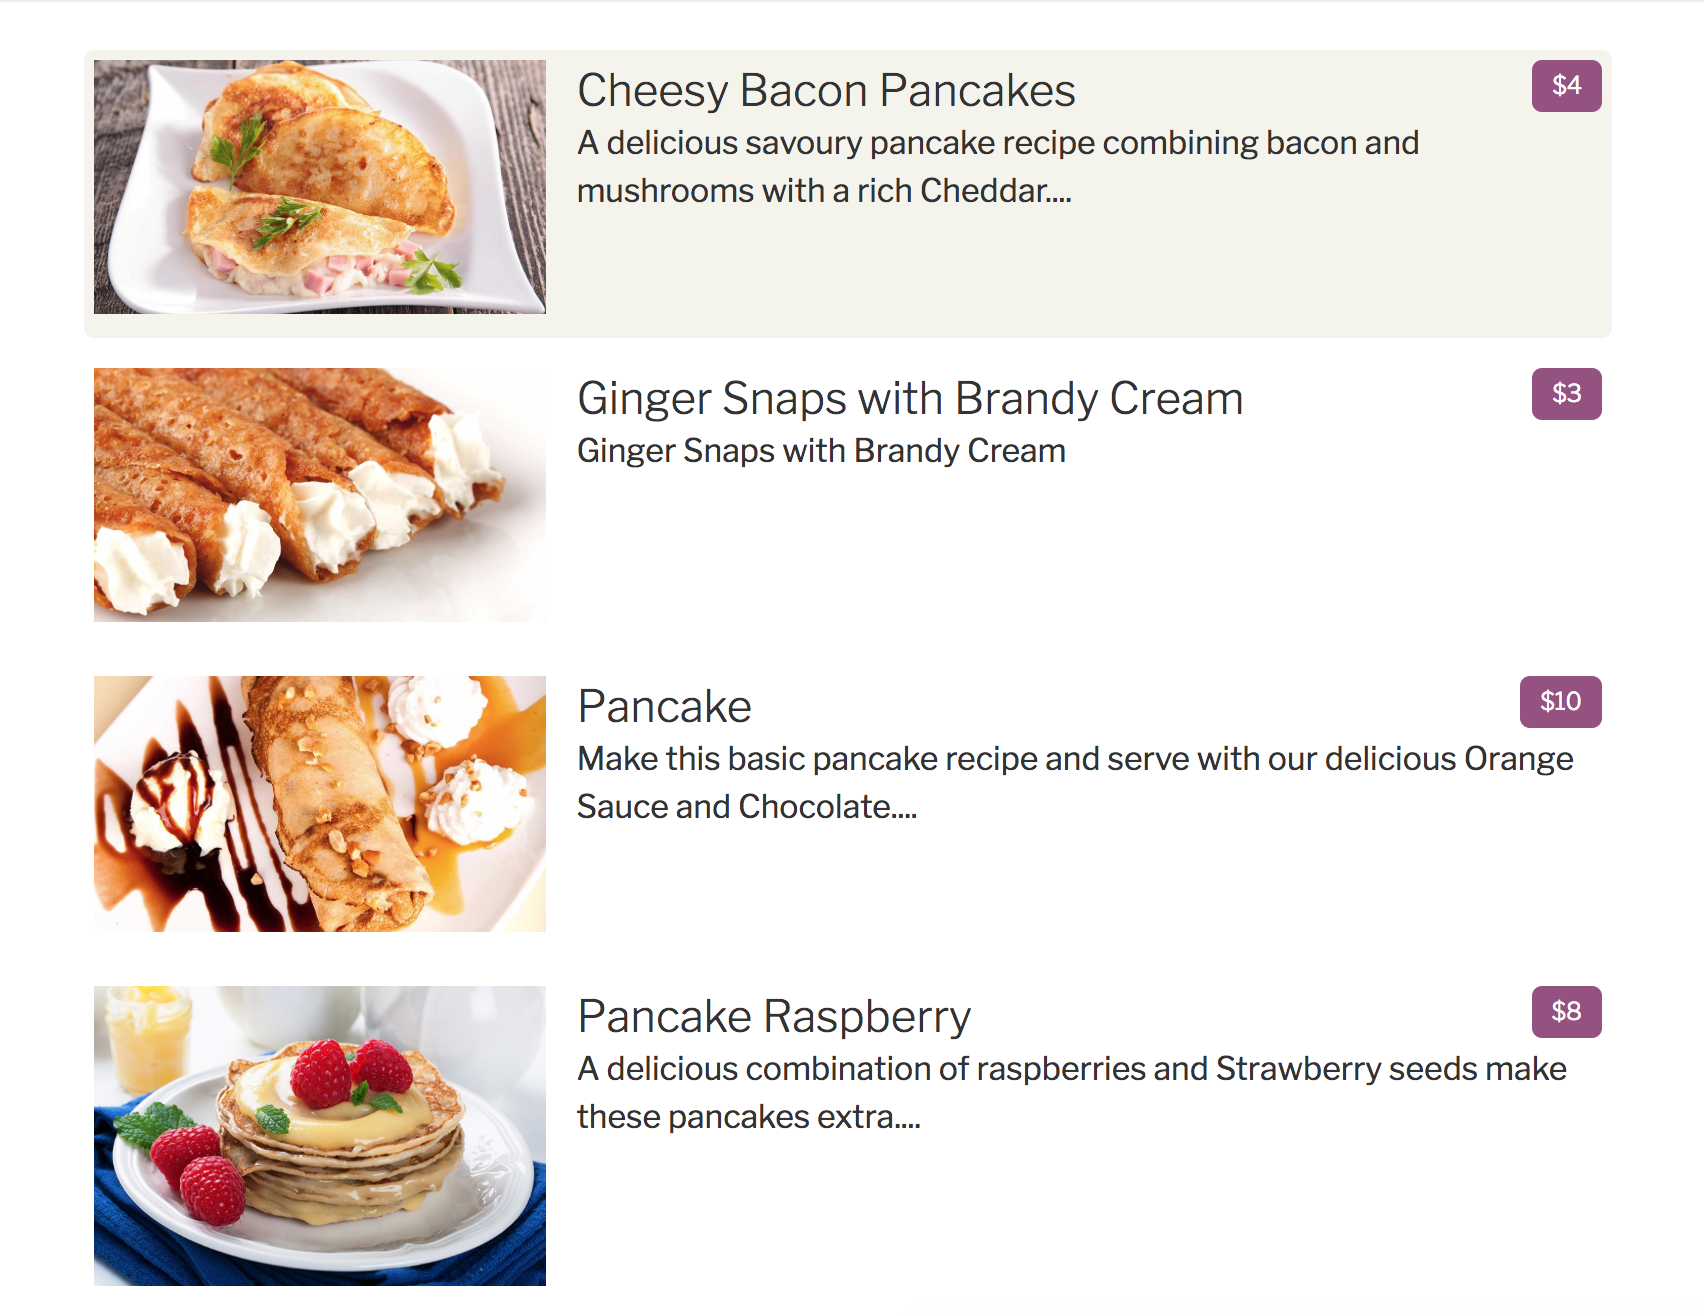 Cheesy Bacon Pancakes
$4
A delicious savoury pancake recipe combining bacon and
mushrooms with a rich Cheddar....
Ginger Snaps with Brandy Cream
$3
Ginger Snaps with Brandy Cream
Pancake
$10
Make this basic pancake recipe and serve with our delicious Orange
Sauce and Chocolate....
Pancake Raspberry
$8
A delicious combination of raspberries and Strawberry seeds make
these pancakes extra....